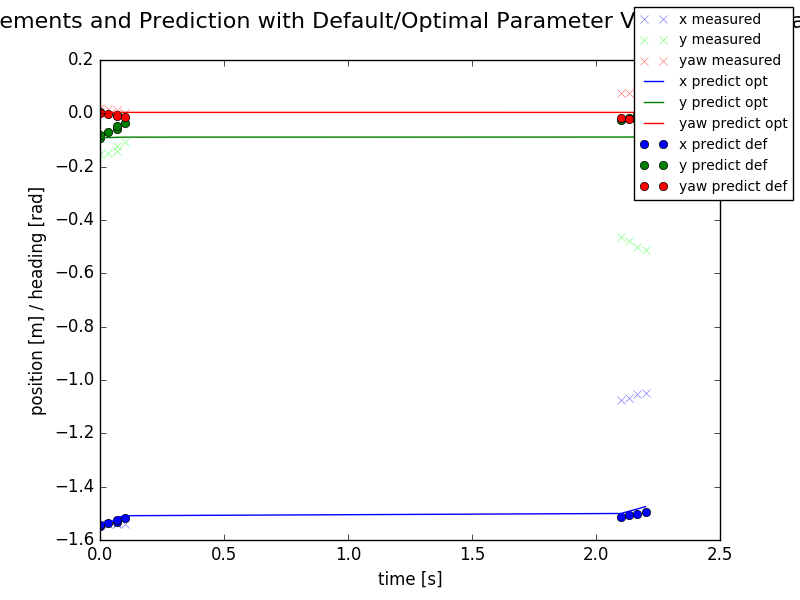 ements and Prediction with Default/Optimal Parameter V
x measured
y measured
yaw measured
x predict opt
y predict opt
yaw predict opt
x predict def
y predict def
yaw predict def
0.2
0.0
−0.2
−0.4
−0.6
−0.8
−1.0
−1.2
−1.4
−1.6
position [m] / heading [rad]
0.0 0.5 1.0 1.5 2.0 2.5
time [s]